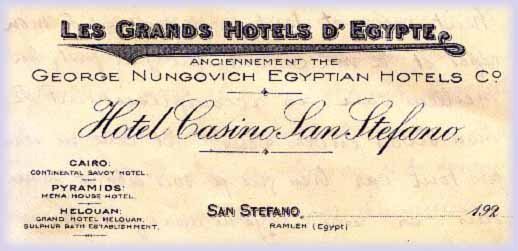 LES GRANDS HOTELS D'EGYPTE,
ANCIENNEMENT THE
GEORGE NUNGOVICH EGYPTIAN HOTELS Co
Hotel Casino San Stefano.
CAIRO:
CONTINENTAL SAVOY HOTEL.
PYRAMIDS:
MENA HOUSE HOTEL.
HELOUAN:
GRAND HOTEL HELOUAN.
SULPHUR BATH ESTABLISHMENT.
SAN STEFANO, 192
RAMLEH (Egypt)